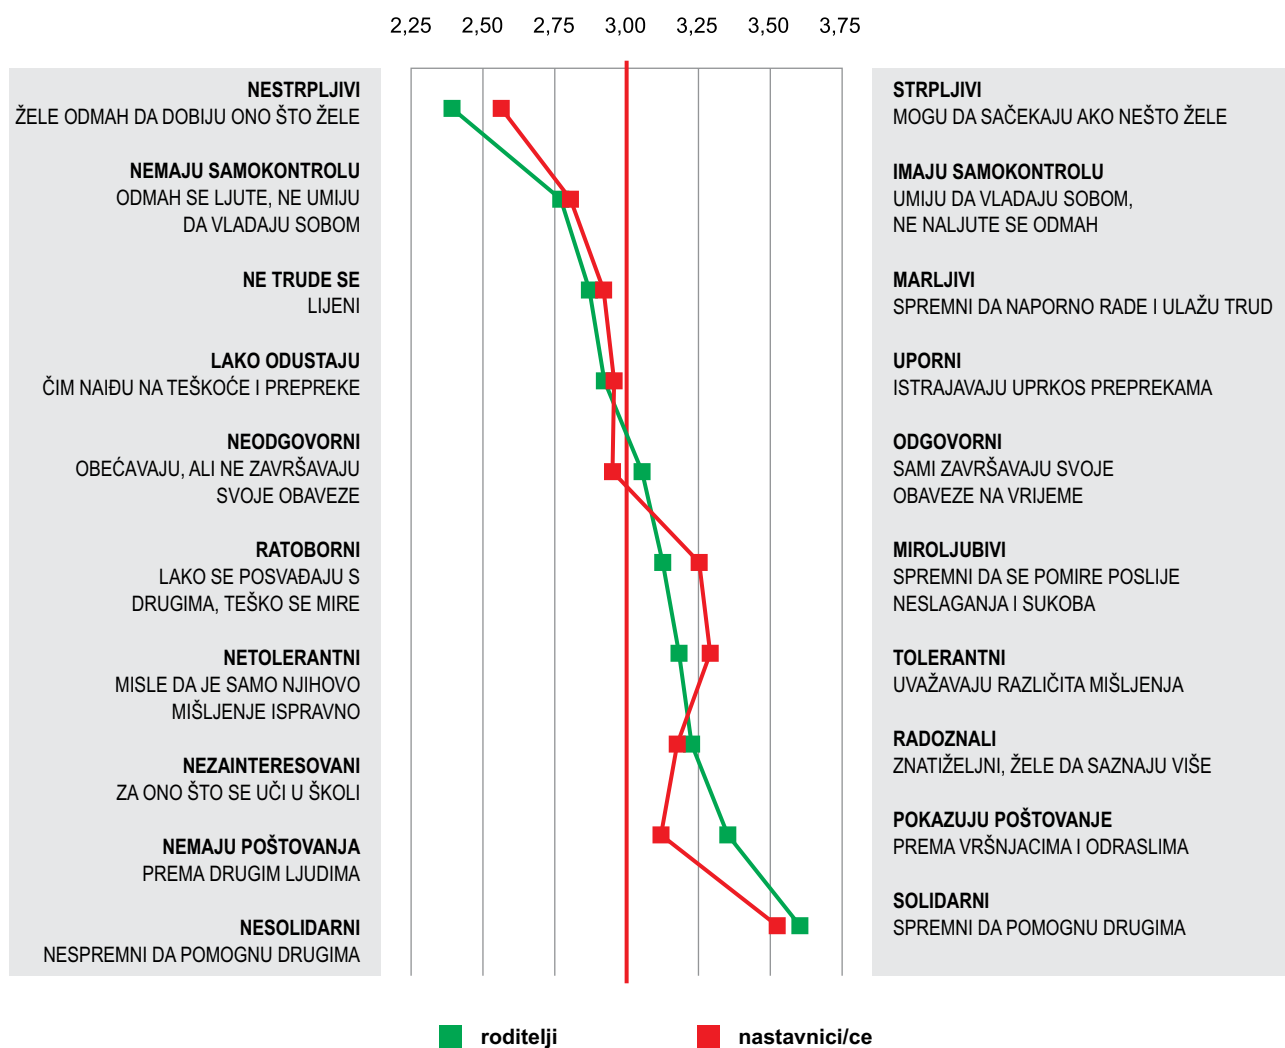 2,25 2,50 2,75 3,00 3,25 3,50 3,75
NESTRPLJIVI
ŽELE ODMAH DA DOBIJU ONO ŠTO ŽELE
NEMAJU SAMOKONTROLU
ODMAH SE LJUTE, NE UMIJU
DA VLADAJU SOBOM
NE TRUDE SE
LIJENI
LAKO ODUSTAJU
ČIM NAIĐU NA TEŠKOĆE I PREPREKE
NEODGOVORNI
OBEĆAVAJU, ALI NE ZAVRŠAVAJU
SVOJE OBAVEZE
RATOBORNI
LAKO SE POSVAĐAJU S
DRUGIMA, TEŠKO SE MIRE
NETOLERANTNI
MISLE DA JE SAMO NJIHOVO
MIŠLJENJE ISPRAVNO
NEZAINTERESOVANI
ZA ONO ŠTO SE UČI U ŠKOLI
NEMAJU POŠTOVANJA
PREMA DRUGIM LJUDIMA
NESOLIDARNI
NESPREMNI DA POMOGNU DRUGIMA
STRPLJIVI
MOGU DA SAČEKAJU AKO NEŠTO ŽELE
IMAJU SAMOKONTROLU
UMIJU DA VLADAJU SOBOM,
NE NALJUTE SE ODMAH
MARLJIVI
SPREMNI DA NAPORNO RADE I ULAŽU TRUD
UPORNI
ISTRAJAVAJU UPRKOS PREPREKAMA
ODGOVORNI
SAMI ZAVRŠAVAJU SVOJE
OBAVEZE NA VRIJEME
MIROLJUBIVI
SPREMNI DA SE POMIRE POSLIJE
NESLAGANJA I SUKOBA
TOLERANTNI
UVAŽAVAJU RAZLIČITA MIŠLJENJA
RADOZNALI
ZNATIŽELJNI, ŽELE DA SAZNAJU VIŠE
POKAZUJU POŠTOVANJE
PREMA VRŠNJACIMA I ODRASLIMA
SOLIDARNI
SPREMNI DA POMOGNU DRUGIMA
roditelji
nastavnici/ce